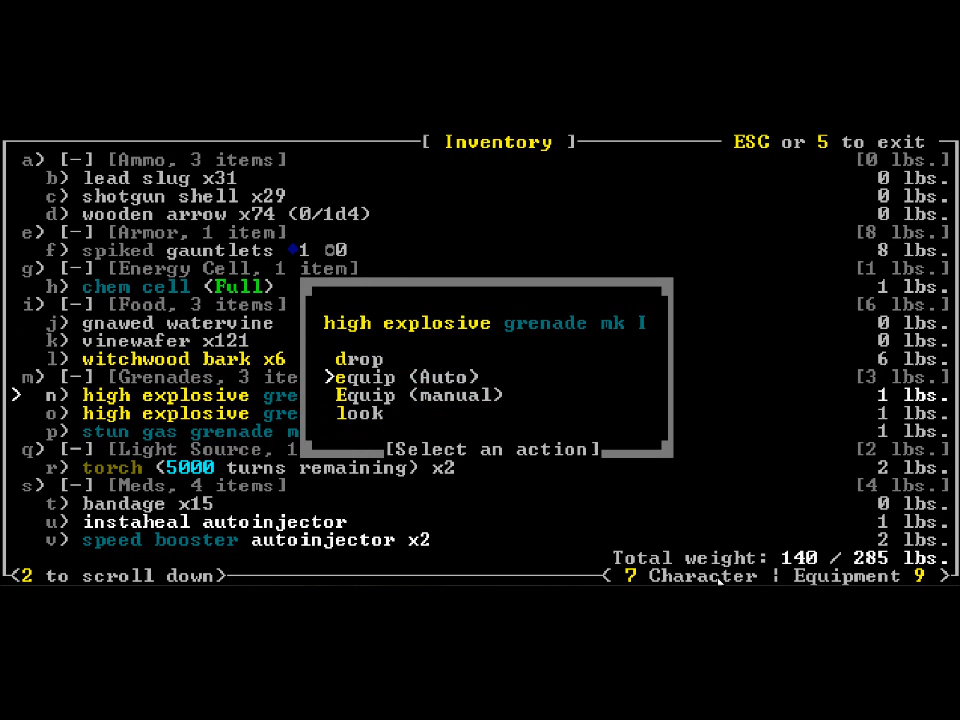 [ Inventory ] ESC or 5 to exit
a) [-] [Ammo, 3 items] [0 lbs.]
b) lead slug x31 0 lbs.
c) shotgun shell x29 0 lbs.
d) wooden arrow x74 (0/1d4) 0 lbs.
e) [-] [Armor, 1 item] [8 lbs.]
f) spiked gauntlets ♦1 ○0 8 lbs.
g) [-] [Energy Cell, 1 item] [1 lbs.]
h) chem cell (Full) 1 lbs.
i) [-] [Food, 3 items] [6 lbs.]
j) gnawed watervine 0 lbs.
k) vinewafer x121 0 lbs.
l) witchwood bark x6 6 lbs.
m) [-] [Grenades, 3 ite [3 lbs.]
> n) high explosive gre 1 lbs.
o) high explosive gre 1 lbs.
p) stun gas grenade m 1 lbs.
q) [-] [Light Source, 1 [2 lbs.]
r) torch (5000 turns remaining) x2 2 lbs.
s) [-] [Meds, 4 items] [4 lbs.]
t) bandage x15 0 lbs.
u) instaheal autoinjector 1 lbs.
v) speed booster autoinjector x2 2 lbs.
high explosive grenade mk I
drop
>equip (Auto)
Equip (manual)
look
[Select an action]
Total weight: 140 / 285 lbs.
<2 to scroll down> < 7 Character | Equipment 9 >